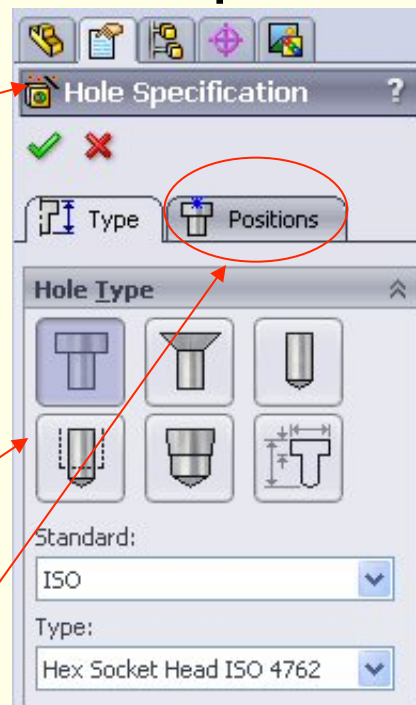 Hole Specification ?
Type Positions
Hole Type
Standard:
ISO
Type:
Hex Socket Head ISO 4762